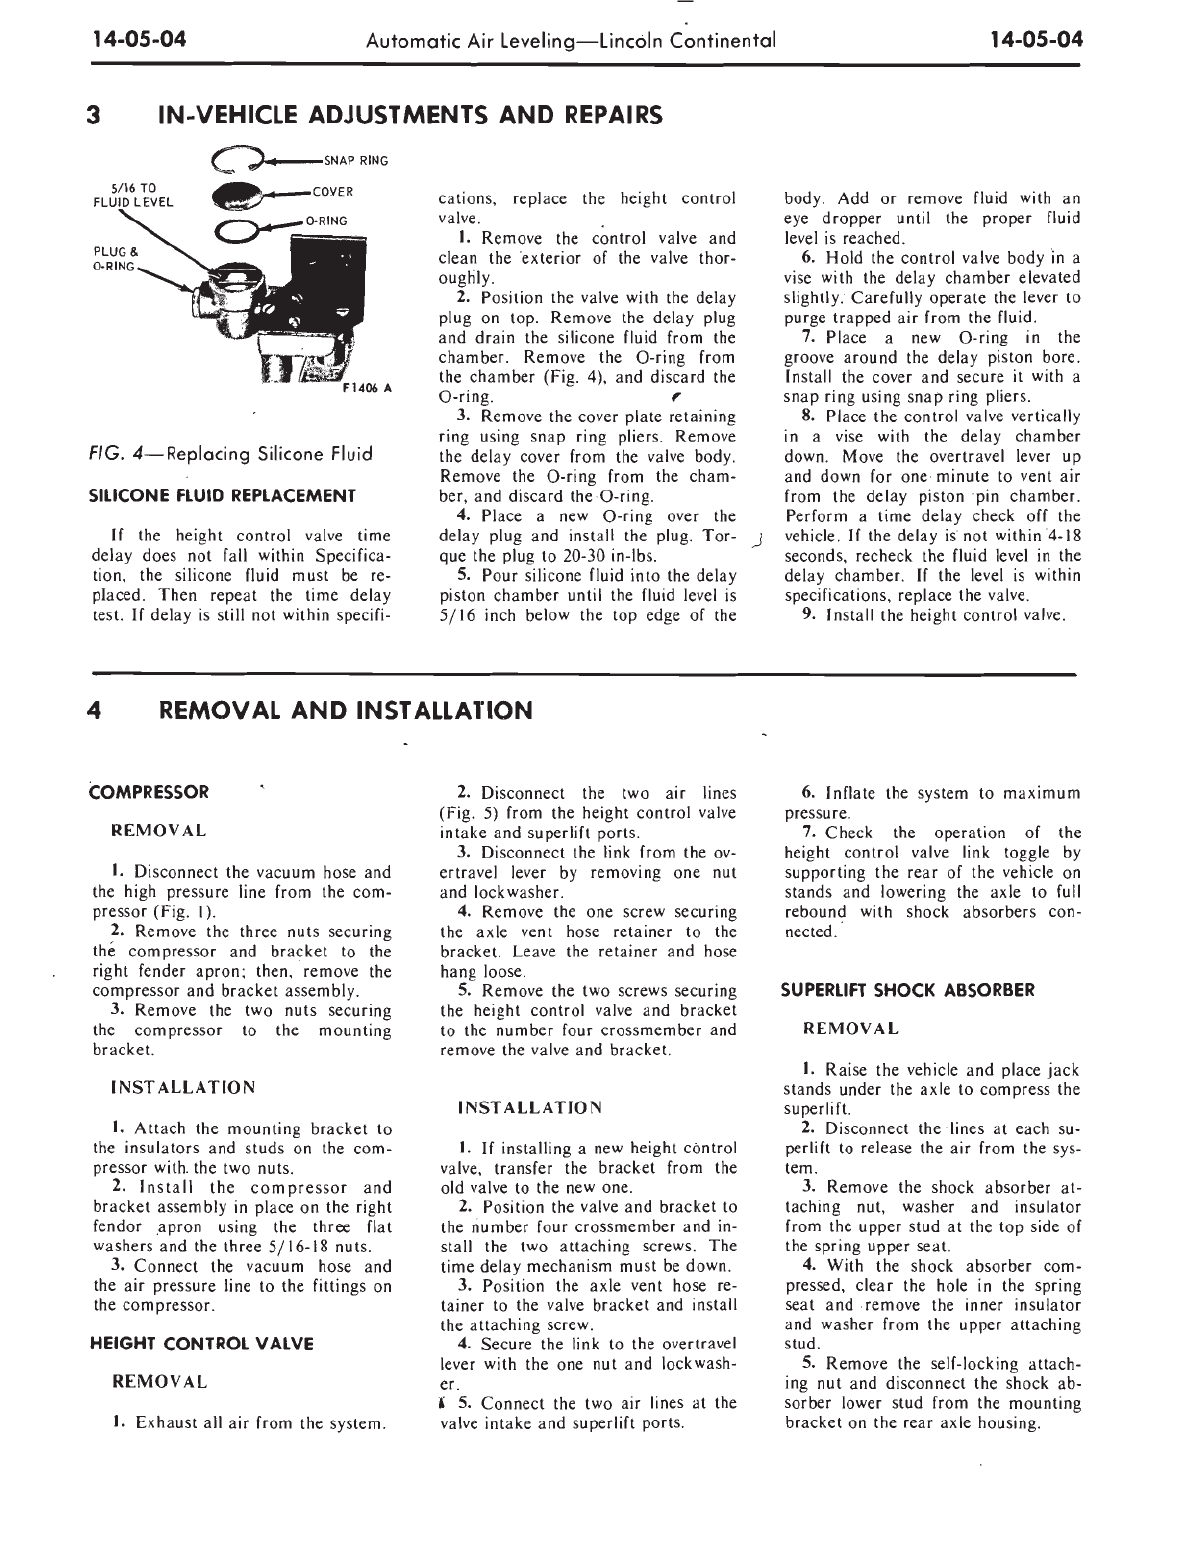 14-05-04 Automatic Air Leveling—Lincoln Continental 14-05-04
3 IN-VEHICLE ADJUSTMENTS AND REPAIRS
SNAP RING
5/16 TO
FLUID LEVEL
COVER
O-RING
PLUG &
O-RING
F1406 A
FIG. 4—Replacing Silicone Fluid
SILICONE FLUID REPLACEMENT
If the height control valve time
delay does not fall within Specifica-
tion, the silicone fluid must be re-
placed. Then repeat the time delay
test. If delay is still not within specifi-
cations, replace the height control
valve.
1. Remove the control valve and
clean the exterior of the valve thor-
oughly.
2. Position the valve with the delay
plug on top. Remove the delay plug
and drain the silicone fluid from the
chamber. Remove the O-ring from
the chamber (Fig. 4), and discard the
O-ring.
3. Remove the cover plate retaining
ring using snap ring pliers. Remove
the delay cover from the valve body.
Remove the O-ring from the cham-
ber, and discard the O-ring.
4. Place a new O-ring over the
delay plug and install the plug. Tor-
que the plug to 20-30 in-lbs.
5. Pour silicone fluid into the delay
piston chamber until the fluid level is
5/16 inch below the top edge of the
body. Add or remove fluid with an
eye dropper until the proper fluid
level is reached.
6. Hold the control valve body in a
vise with the delay chamber elevated
slightly. Carefully operate the lever to
purge trapped air from the fluid.
7. Place a new O-ring in the
groove around the delay piston bore.
Install the cover and secure it with a
snap ring using snap ring pliers.
8. Place the control valve vertically
in a vise with the delay chamber
down. Move the overtravel lever up
and down for one minute to vent air
from the delay piston pin chamber.
Perform a time delay check off the
vehicle. If the delay is not within 4-18
seconds, recheck the fluid level in the
delay chamber. If the level is within
specifications, replace the valve.
9. Install the height control valve.
4 REMOVAL AND INSTALLATION
COMPRESSOR
REMOVAL
1. Disconnect the vacuum hose and
the high pressure line from the com-
pressor (Fig. 1).
2. Remove the three nuts securing
the compressor and bracket to the
right fender apron; then, remove the
compressor and bracket assembly.
3. Remove the two nuts securing
the compressor to the mounting
bracket.
INSTALLATION
1. Attach the mounting bracket to
the insulators and studs on the com-
pressor with. the two nuts.
2. Install the compressor and
bracket assembly in place on the right
fendor apron using the three flat
washers and the three 5/16-18 nuts.
3. Connect the vacuum hose and
the air pressure line to the fittings on
the compressor.
HEIGHT CONTROL VALVE
REMOVAL
1. Exhaust all air from the system.
2. Disconnect the two air lines
(Fig. 5) from the height control valve
intake and superlift ports.
3. Disconnect the link from the ov-
ertravel lever by removing one nut
and lockwasher.
4. Remove the one screw securing
the axle vent hose retainer to the
bracket. Leave the retainer and hose
hang loose.
5. Remove the two screws securing
the height control valve and bracket
to the number four crossmember and
remove the valve and bracket.
INSTALLATION
1. If installing a new height control
valve, transfer the bracket from the
old valve to the new one.
2. Position the valve and bracket to
the number four crossmember and in-
stall the two attaching screws. The
time delay mechanism must be down.
3. Position the axle vent hose re-
tainer to the valve bracket and install
the attaching screw.
4. Secure the link to the overtravel
lever with the one nut and lockwash-
er.
5. Connect the two air lines at the
valve intake and superlift ports.
6. Inflate the system to maximum
pressure.
7. Check the operation of the
height control valve link toggle by
supporting the rear of the vehicle on
stands and lowering the axle to full
rebound with shock absorbers con-
nected.
SUPERLIFT SHOCK ABSORBER
REMOVAL
1. Raise the vehicle and place jack
stands under the axle to compress the
superlift.
2. Disconnect the lines at each su-
perlift to release the air from the sys-
tem.
3. Remove the shock absorber at-
taching nut, washer and insulator
from the upper stud at the top side of
the spring upper seat.
4. With the shock absorber com-
pressed, clear the hole in the spring
seat and remove the inner insulator
and washer from the upper attaching
stud.
5. Remove the self-locking attach-
ing nut and disconnect the shock ab-
sorber lower stud from the mounting
bracket on the rear axle housing.